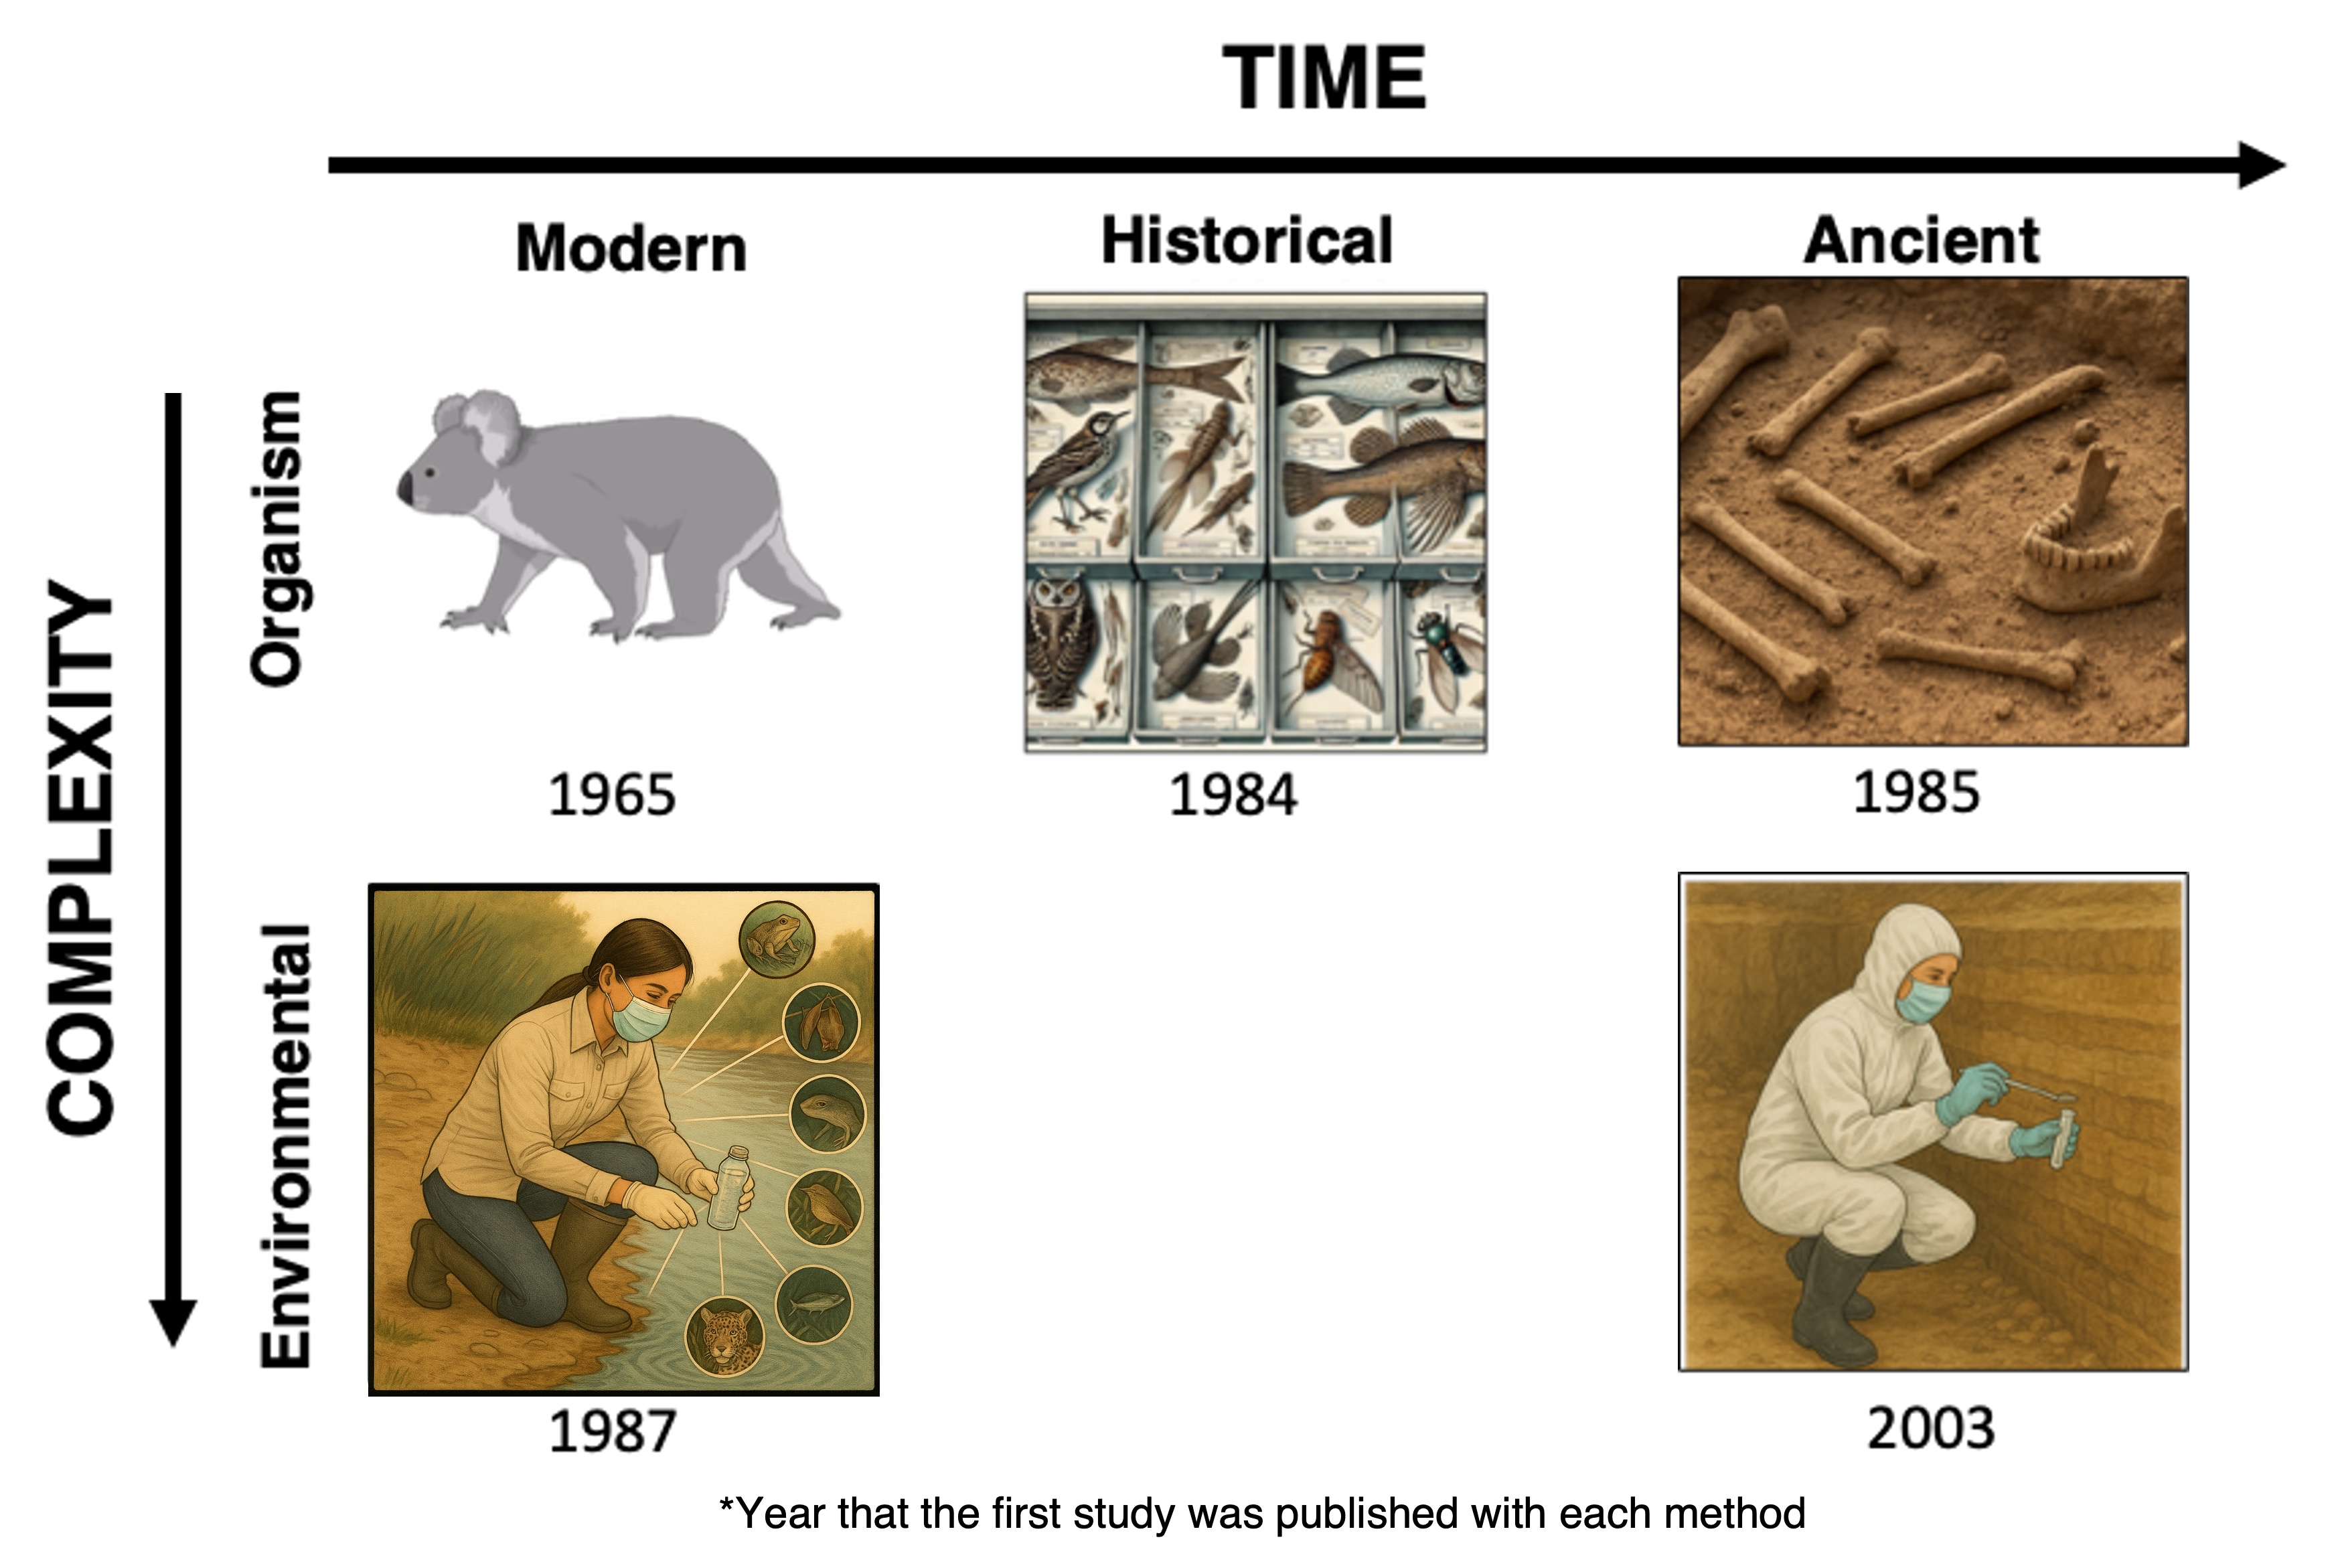 TIME
Modern
Historical
Ancient
COMPLEXITY
Organism
1965
1984
1985
Environmental
1987
2003
*Year that the first study was published with each method